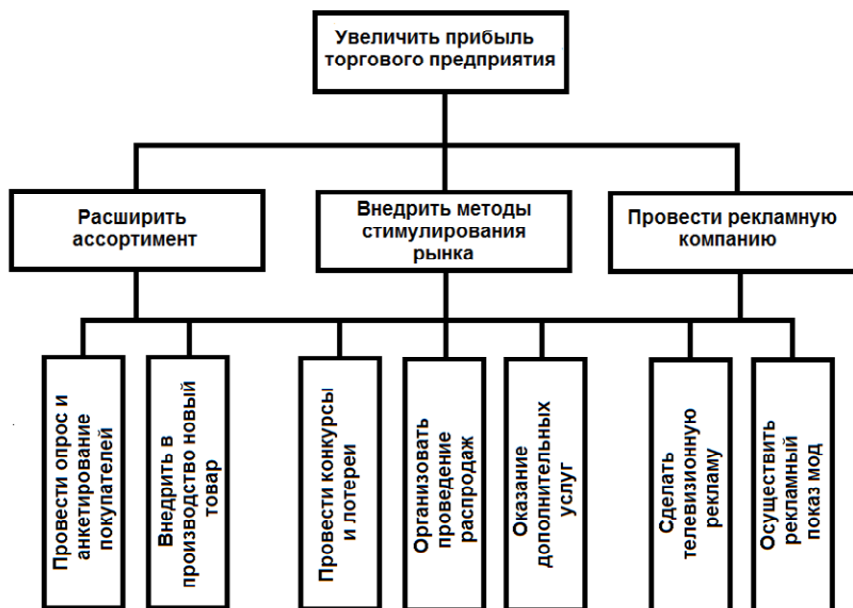 Увеличить прибыль
торгового предприятия
Расширить
ассортимент
Внедрить методы
стимулирования
рынка
Провести рекламную
компанию
Провести опрос и
анкетирование
покупателей
Внедрить в
производство новый
товар
Провести конкурсы
и лотереи
Организовать
проведение
распродаж
Оказание
дополнительных
услуг
Сделать
телевизионную
рекламу
Осуществить
рекламный
показ мод